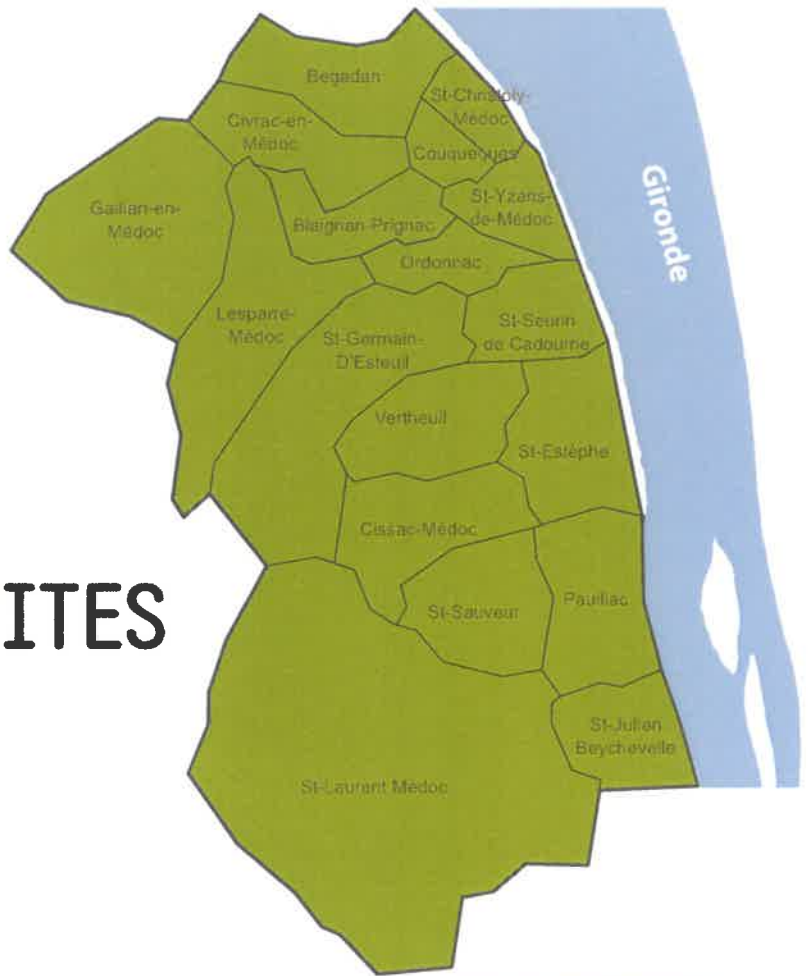 Bégadan
St-Christoly-
Médoc
Civrac-en-
Médoc
Couquèques
Gaillan-en-
Médoc
St-Yzans-
de-Médoc
Blaignan-Prignac
Gironde
Ordonnac
Lesparre-
Médoc
St-Germain-
D'Esteuil
St-Seurin
de Cadourne
Vertheuil
St-Estèphe
Cissac-Médoc
ITES
St-Sauveur
Pauillac
St-Julien
Beychevelle
St-Laurent Médoc